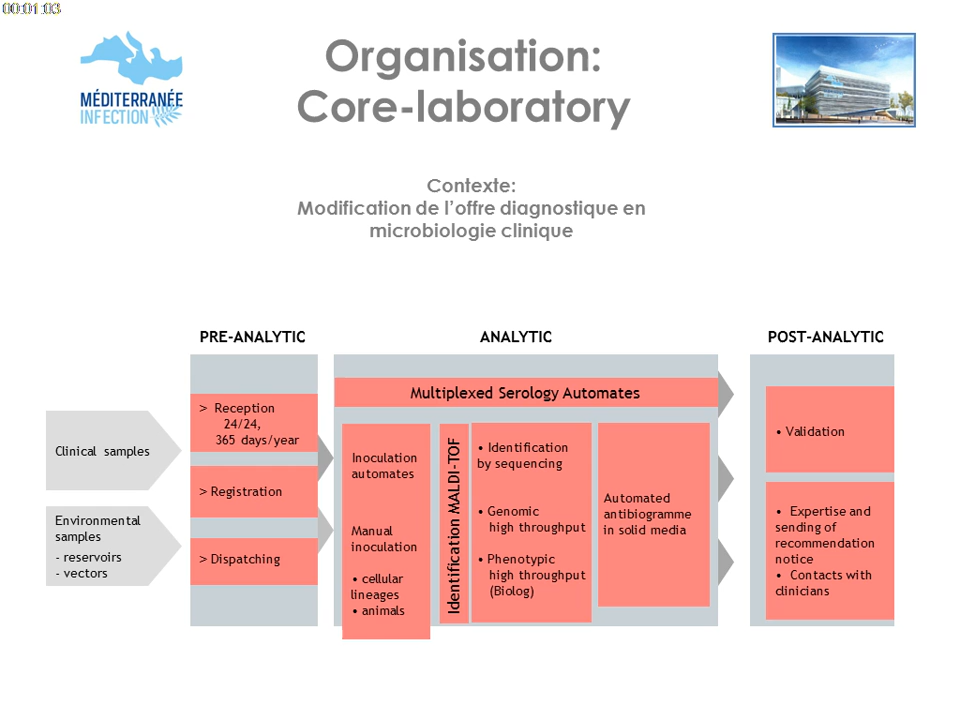 00:01:03
Organisation:
Core-laboratory
MÉDITERRANÉE
INFECTION
Contexte:
Modification de l’offre diagnostique en
microbiologie clinique
PRE-ANALYTIC
ANALYTIC
POST-ANALYTIC
Clinical samples
Environmental
samples
- reservoirs
- vectors
> Reception
24/24,
365 days/year
> Registration
> Dispatching
Multiplexed Serology Automates
Inoculation
automates
Manual
inoculation
• cellular
lineages
• animals
Identification MALDI-TOF
• Identification
by sequencing
• Genomic
high throughput
• Phenotypic
high throughput
(Biolog)
Automated
antibiogramme
in solid media
• Validation
• Expertise and
sending of
recommendation
notice
• Contacts with
clinicians